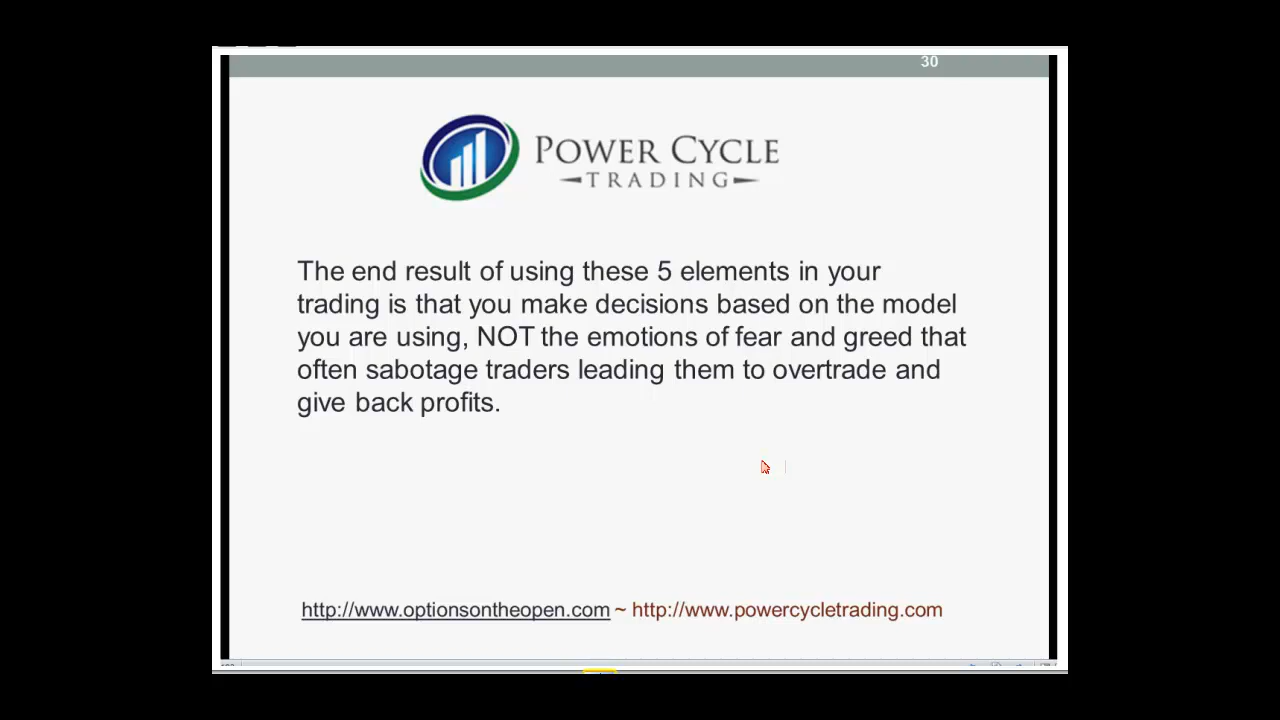 30
POWER CYCLE
TRADING
The end result of using these 5 elements in your
trading is that you make decisions based on the model
you are using, NOT the emotions of fear and greed that
often sabotage traders leading them to overtrade and
give back profits.
http://www.optionsontheopen.com ~ http://www.powercycletrading.com